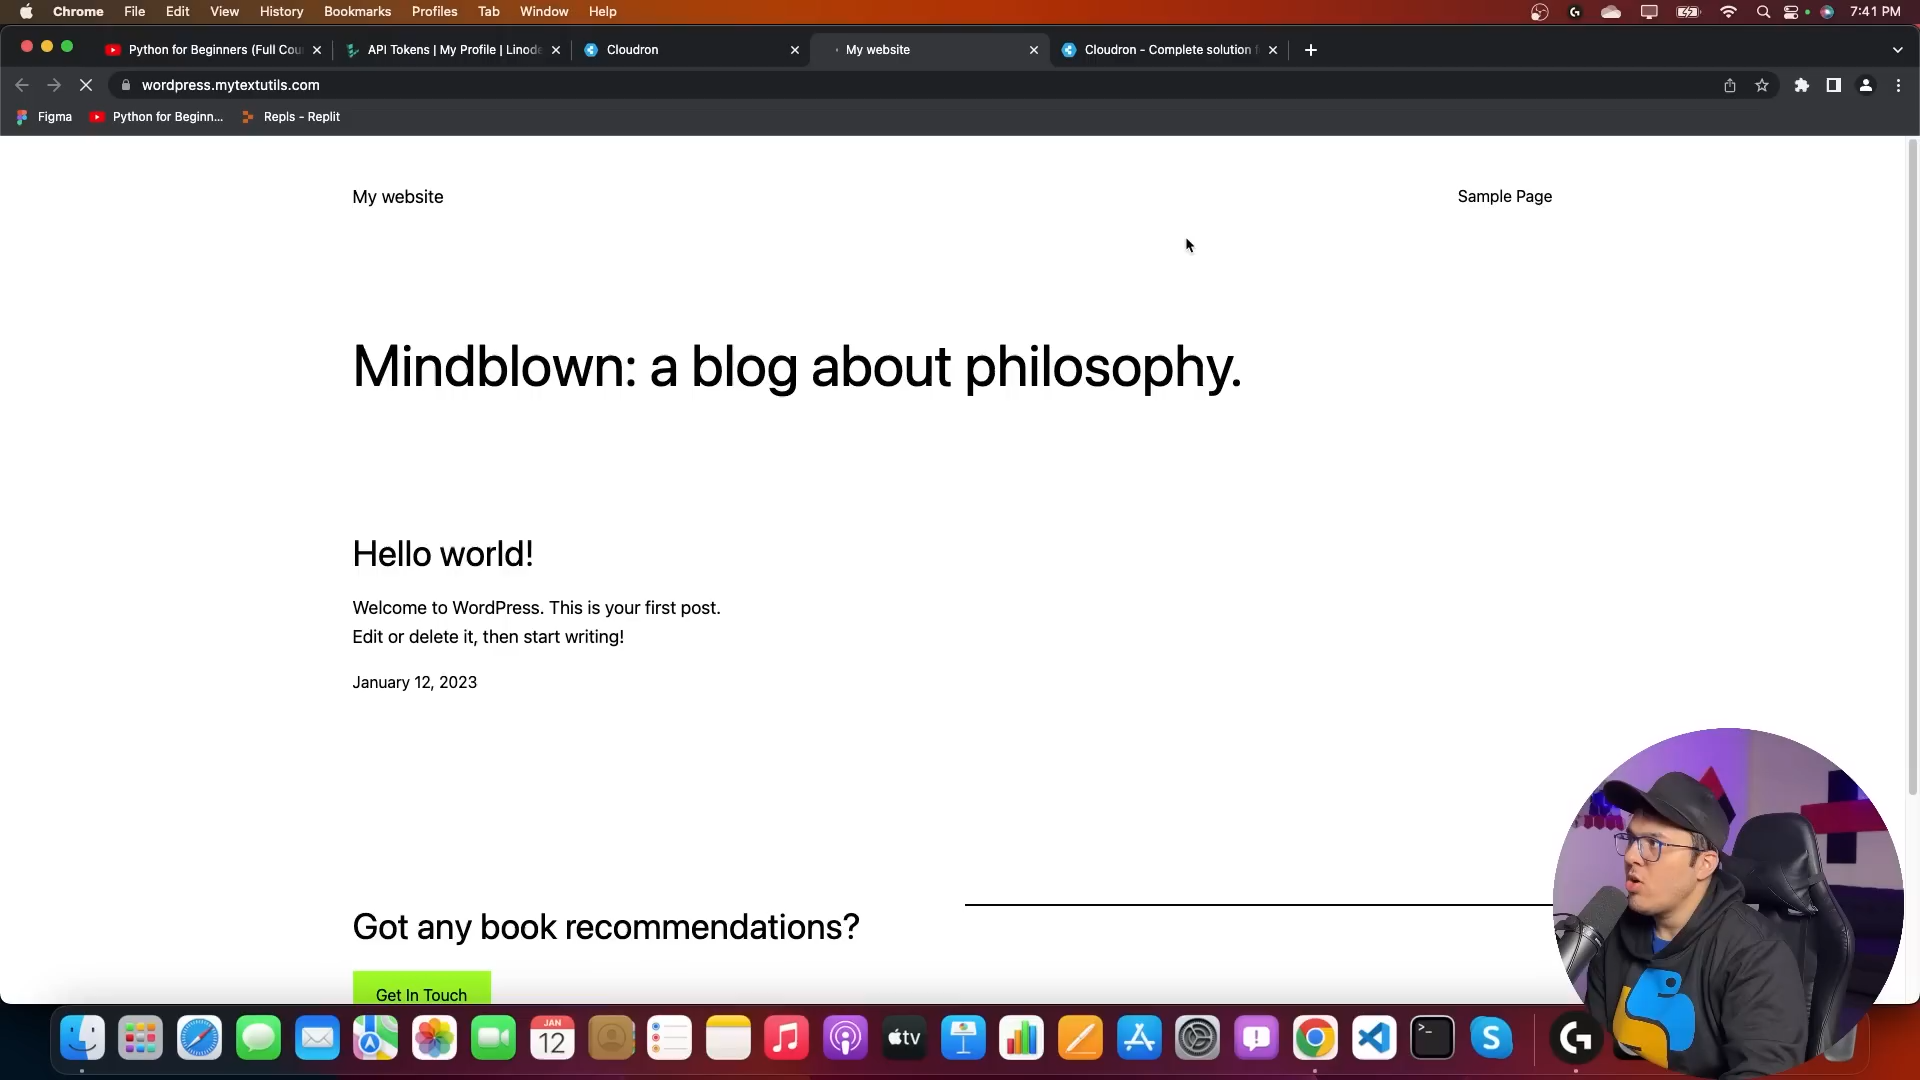 Chrome File Edit View History Bookmarks Profiles Tab Window Help 7:41 PM
Python for Beginners (Full Cou API Tokens | My Profile | Linode Cloudron My website Cloudron - Complete solution f
wordpress.mytextutils.com
Figma Python for Beginn... Repls - Replit
My website Sample Page
Mindblown: a blog about philosophy.
Hello world!
Welcome to WordPress. This is your first post.
Edit or delete it, then start writing!
January 12, 2023
Got any book recommendations?
Get In Touch
JAN
12
tv